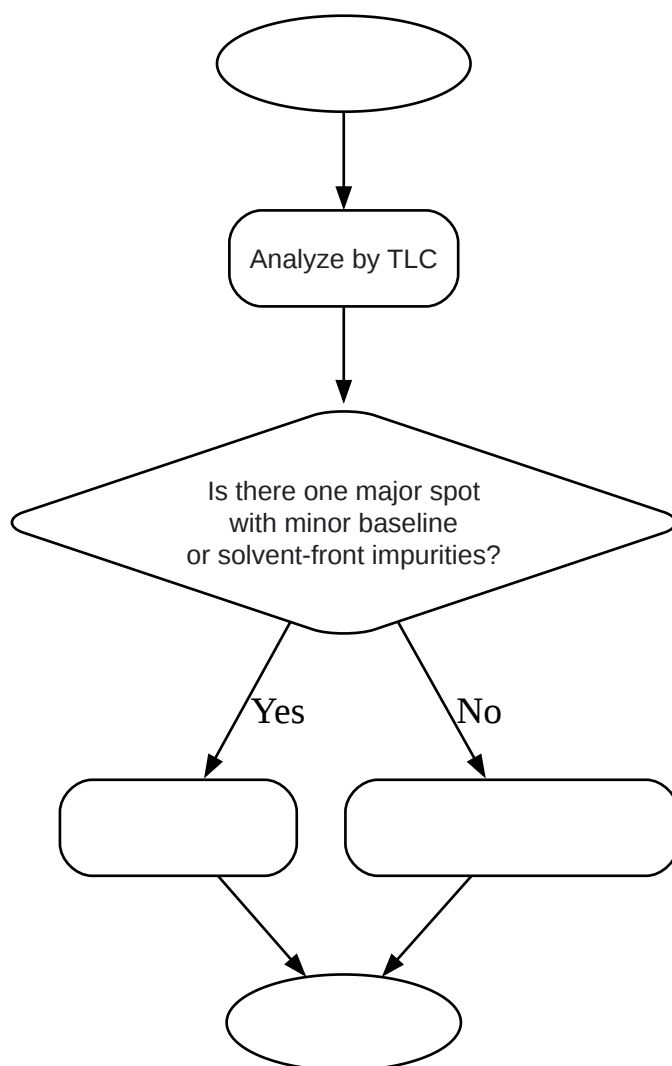 Analyze by TLC
Is there one major spot
with minor baseline
or solvent-front impurities?
Yes
No